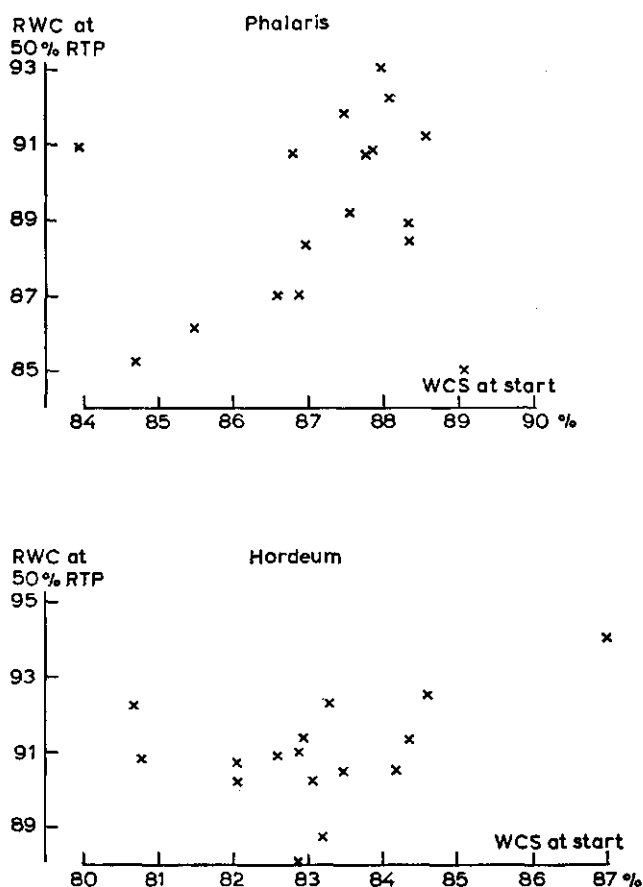 RWC at
50% RTP
Phalaris
93
91
89
87
85
WCS at start
84 85 86 87 88 89 90 %
RWC at
50% RTP
Hordeum
95
93
91
89
WCS at start
80 81 82 83 84 85 86 87 %